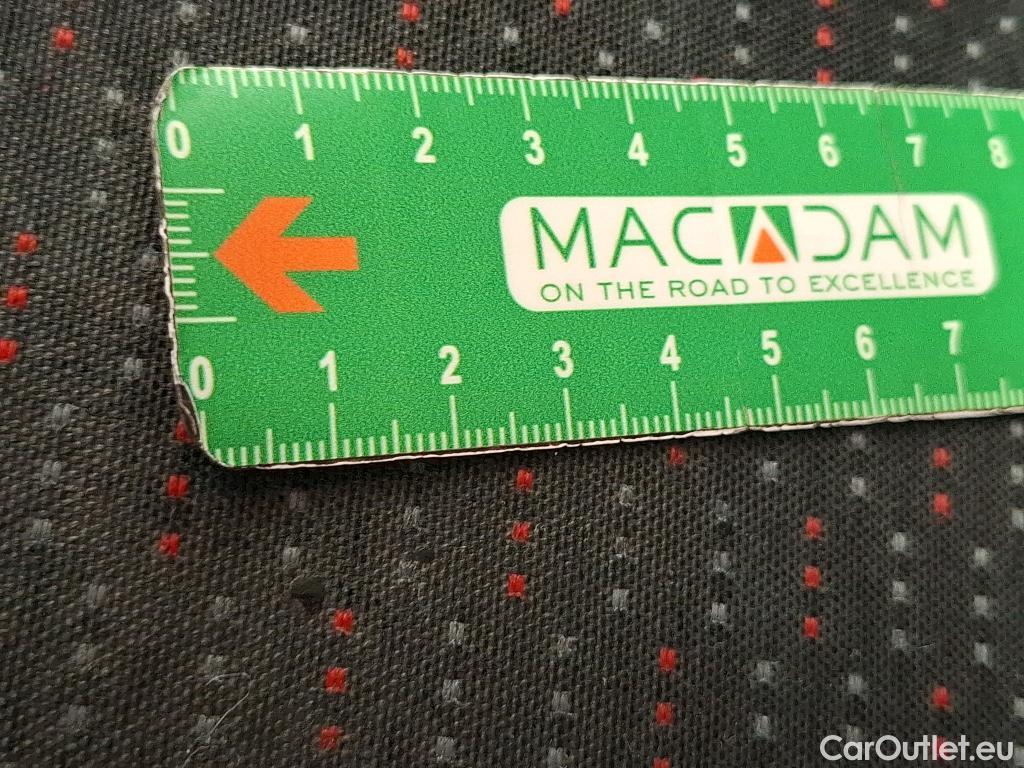 0 1 2 3 4 5 6 7 8
MACADAM
ON THE ROAD TO EXCELLENCE
0 1 2 3 4 5 6 7
CarOutlet.eu